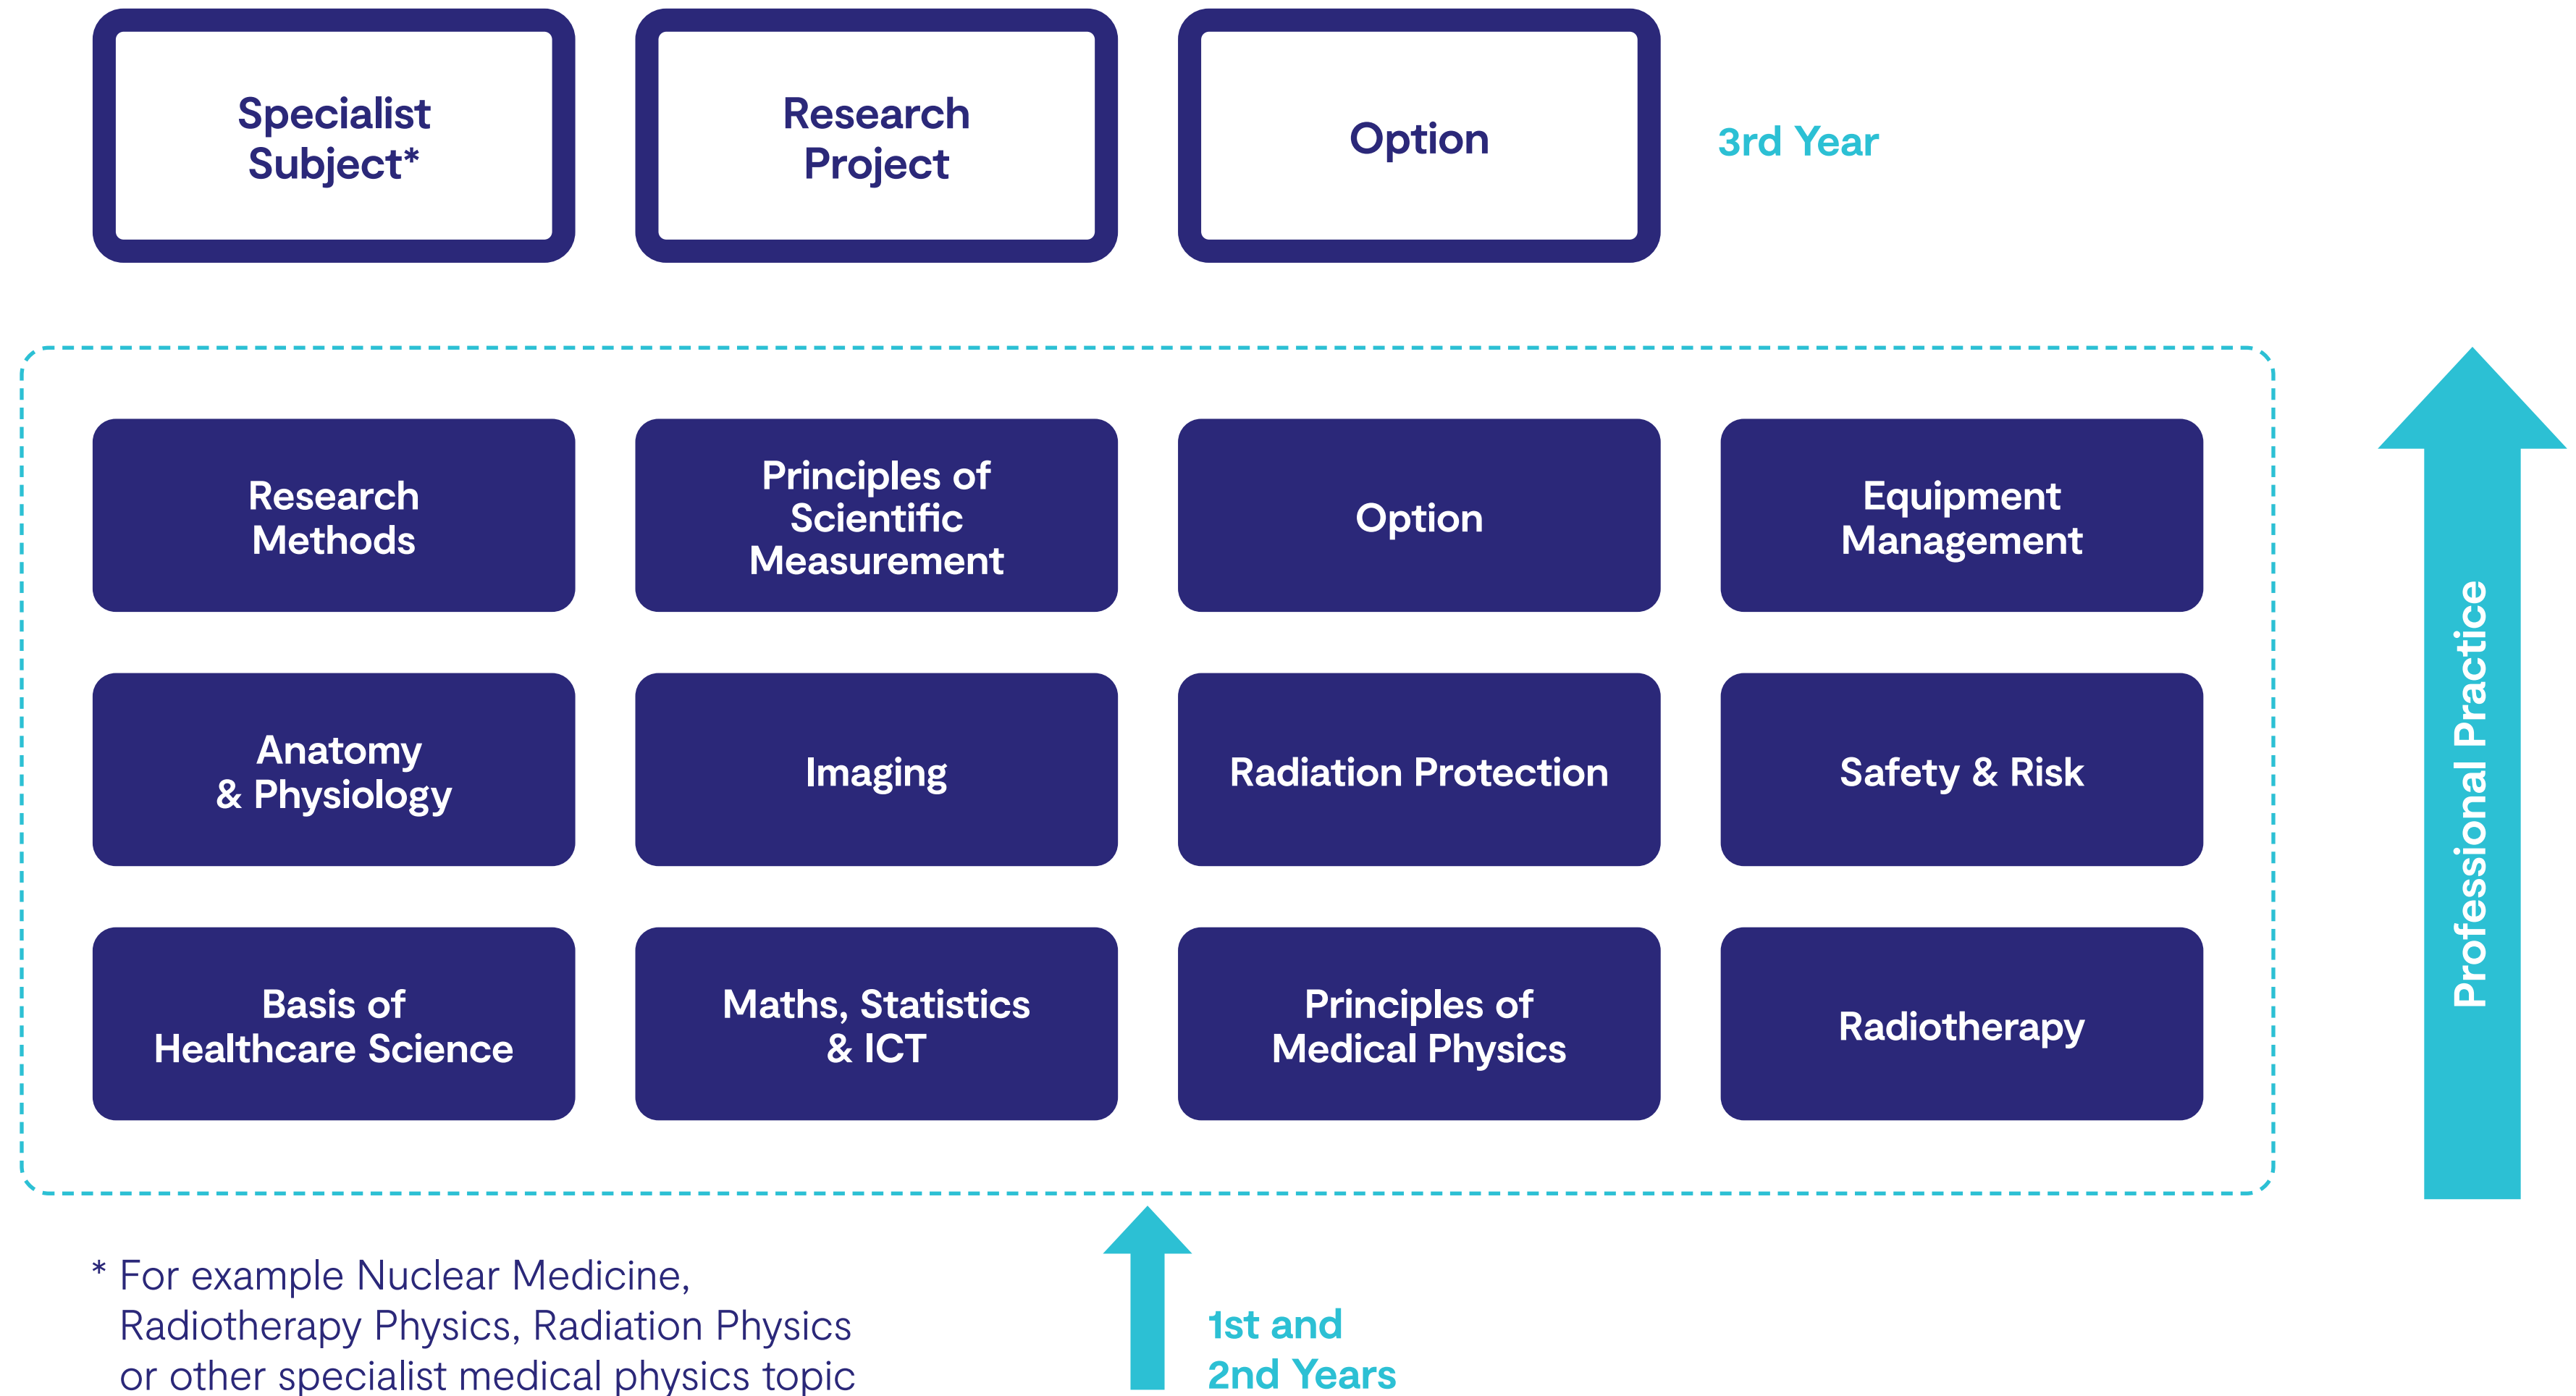 Specialist
Subject*
Research
Project
Option
3rd Year
Research
Methods
Principles of
Scientific
Measurement
Option
Equipment
Management
Anatomy
& Physiology
Imaging
Radiation Protection
Safety & Risk
Basis of
Healthcare Science
Maths, Statistics
& ICT
Principles of
Medical Physics
Radiotherapy
Professional Practice
* For example Nuclear Medicine,
Radiotherapy Physics, Radiation Physics
or other specialist medical physics topic
1st and
2nd Years